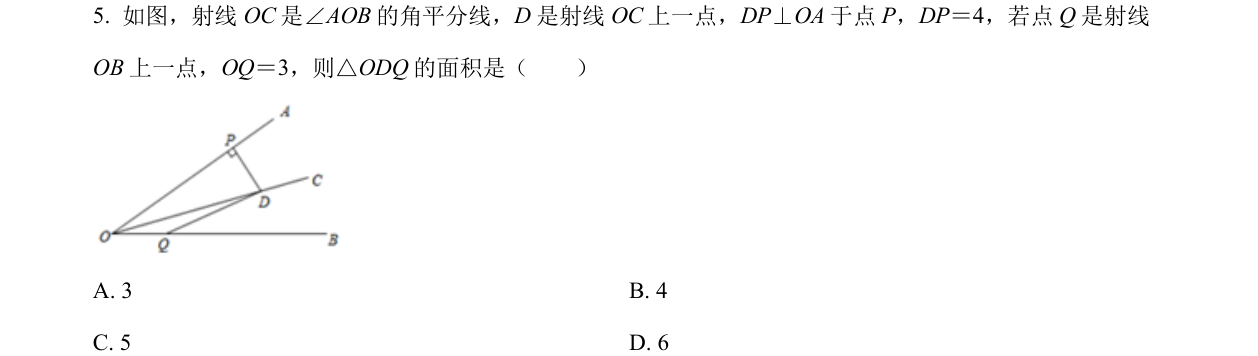 5. 如图，射线 OC 是∠AOB 的角平分线，D 是射线 OC 上一点，DP⊥OA 于点 P，DP＝4，若点 Q 是射线
OB 上一点，OQ＝3，则△ODQ 的面积是（　　）
A
P
C
D
O
Q
B
A. 3
B. 4
C. 5
D. 6